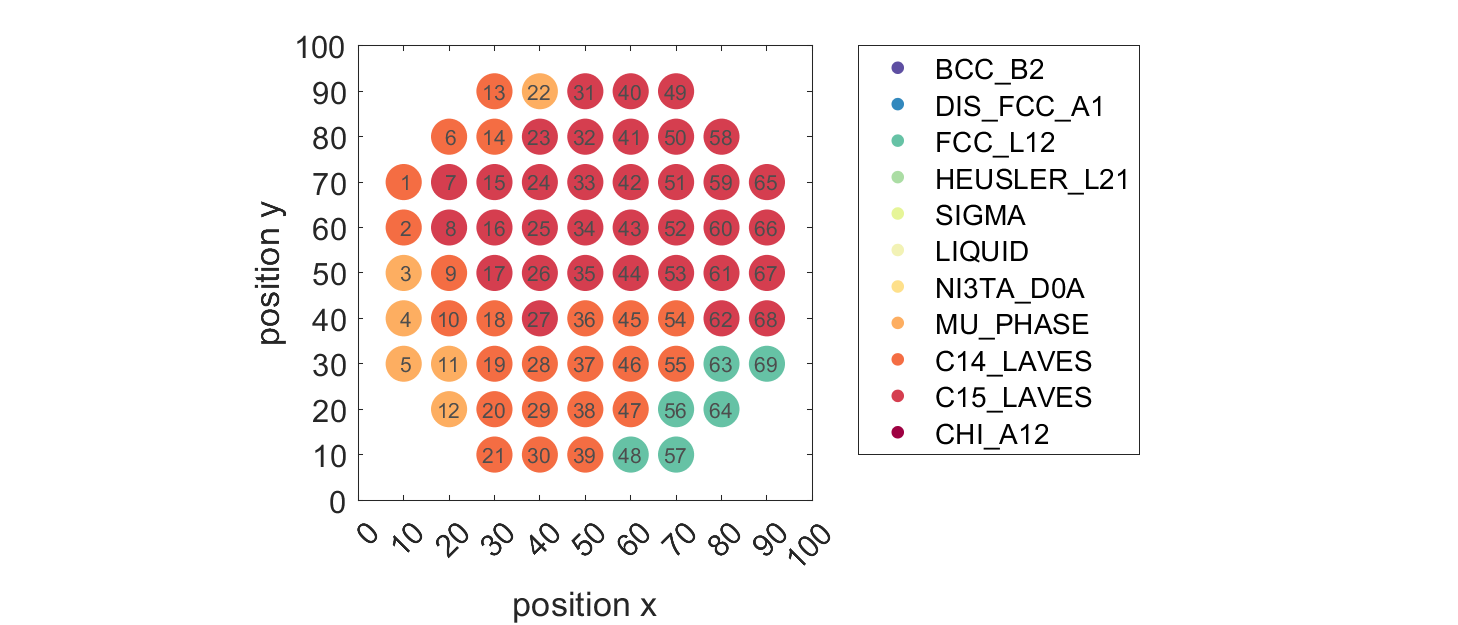 100
90
80
70
60
50
40
30
20
10
0
position y
13 22 31 40 49
6 14 23 32 41 50 58
1 7 15 24 33 42 51 59 65
2 8 16 25 34 43 52 60 66
3 9 17 26 35 44 53 61 67
4 10 18 27 36 45 54 62 68
5 11 19 28 37 46 55 63 69
12 20 29 38 47 56 64
21 30 39 48 57
0 10 20 30 40 50 60 70 80 90 100
position x
BCC_B2
DIS_FCC_A1
FCC_L12
HEUSLER_L21
SIGMA
LIQUID
NI3TA_D0A
MU_PHASE
C14_LAVES
C15_LAVES
CHI_A12